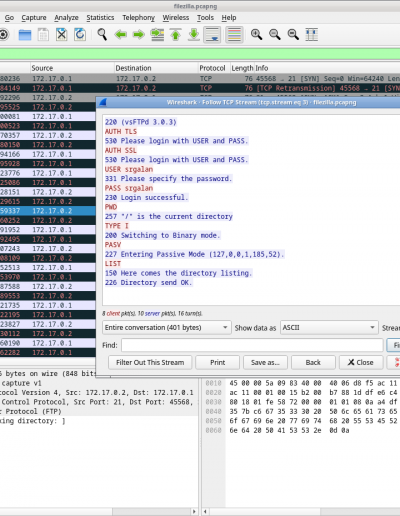 filezilla.pcapng
Go Capture Analyze Statistics Telephony Wireless Tools Help
Source Destination Protocol Length Info
80236 172.17.0.1 172.17.0.2 TCP 76 45568 → 21 [SYN] Seq=0 Win=64240 Len
84149 172.17.0.1 172.17.0.2 TCP 76 [TCP Retransmission] 45568 → 21 [SYN]
92296 172.17.0.2
95525 172.17.0.2
00081 172.17.0.1
00523 172.17.0.1
70357 172.17.0.2
80150 172.17.0.2
94166 172.17.0.1
95928 172.17.0.1
23776 172.17.0.1
25086 172.17.0.1
28151 172.17.0.2
29615 172.17.0.2
59337 172.17.0.2
60252 172.17.0.2
91952 172.17.0.1
92495 172.17.0.1
07243 172.17.0.2
08109 172.17.0.2
52513 172.17.0.1
53970 172.17.0.1
87588 172.17.0.2
89553 172.17.0.2
21735 172.17.0.1
22195 172.17.0.1
23827 172.17.0.2
30112 172.17.0.2
60190 172.17.0.1
62282 172.17.0.1
Wireshark · Follow TCP Stream (tcp.stream eq 3) · filezilla.pcapng
220 (vsFTPd 3.0.3)
AUTH TLS
530 Please login with USER and PASS.
AUTH SSL
530 Please login with USER and PASS.
USER srgalan
331 Please specify the password.
PASS srgalan
230 Login successful.
PWD
257 "/" is the current directory
TYPE I
200 Switching to Binary mode.
PASV
227 Entering Passive Mode (127,0,0,1,185,52).
LIST
150 Here comes the directory listing.
226 Directory send OK.
8 client pkt(s), 10 server pkt(s), 16 turn(s).
Entire conversation (401 bytes) Show data as ASCII Stream
Find:
Filter Out This Stream Print Save as... Back Close
bytes on wire (848 bits
capture v1
tocol Version 4, Src: 172.17.0.2, Dst: 172.17.0.1
Control Protocol, Src Port: 21, Dst Port: 45568,
r Protocol (FTP)
king directory: ]
0010 45 00 00 5a 09 83 40 00 40 06 d8 f5 ac 11
0020 ac 11 00 01 00 15 b2 00 b7 88 1d df e6 c4
0030 80 18 01 fe 58 72 00 00 01 01 08 0a a4 df
0040 35 7b c6 67 35 33 30 20 50 6c 65 61 73 65
0050 6f 67 69 6e 20 77 69 74 68 20 55 53 45 52
0060 6e 64 20 50 41 53 53 2e 0d 0a